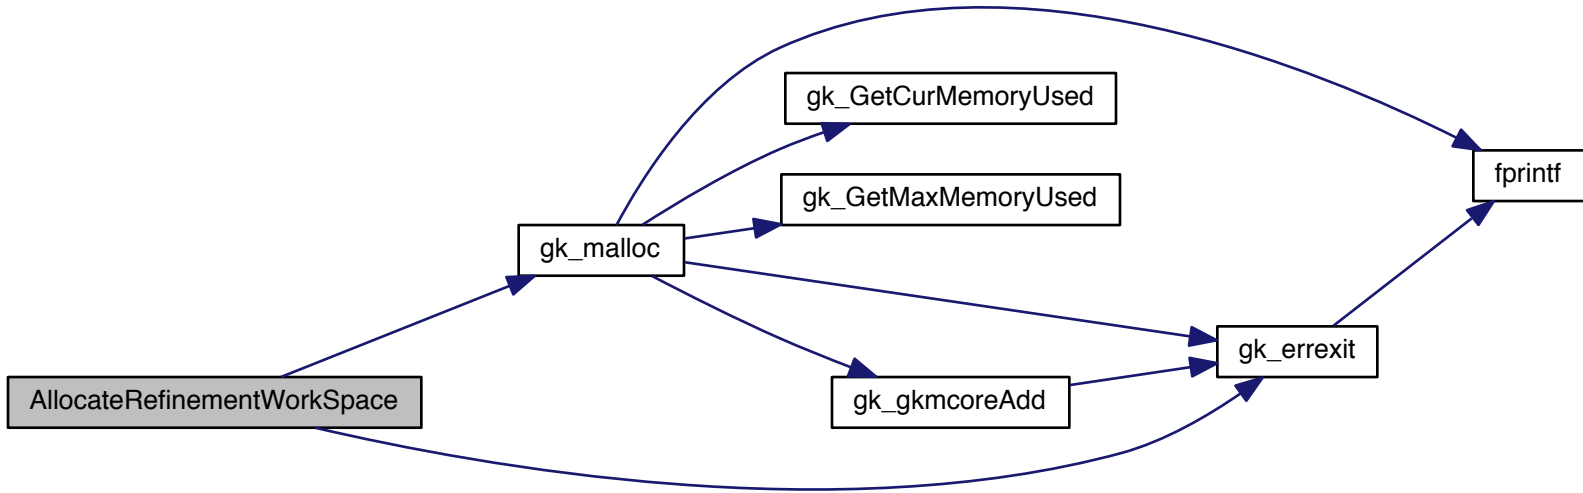 gk_GetCurMemoryUsed
fprintf
gk_GetMaxMemoryUsed
gk_malloc
gk_errexit
AllocateRefinementWorkSpace
gk_gkmcoreAdd